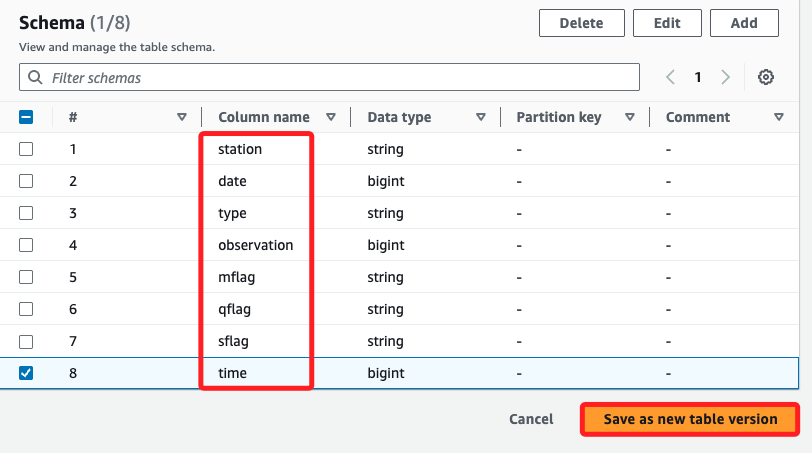 Schema (1/8) Delete Edit Add
View and manage the table schema.
Filter schemas 1
# Column name Data type Partition key Comment
1 station string - -
2 date bigint - -
3 type string - -
4 observation bigint - -
5 mflag string - -
6 qflag string - -
7 sflag string - -
8 time bigint - -
Cancel Save as new table version